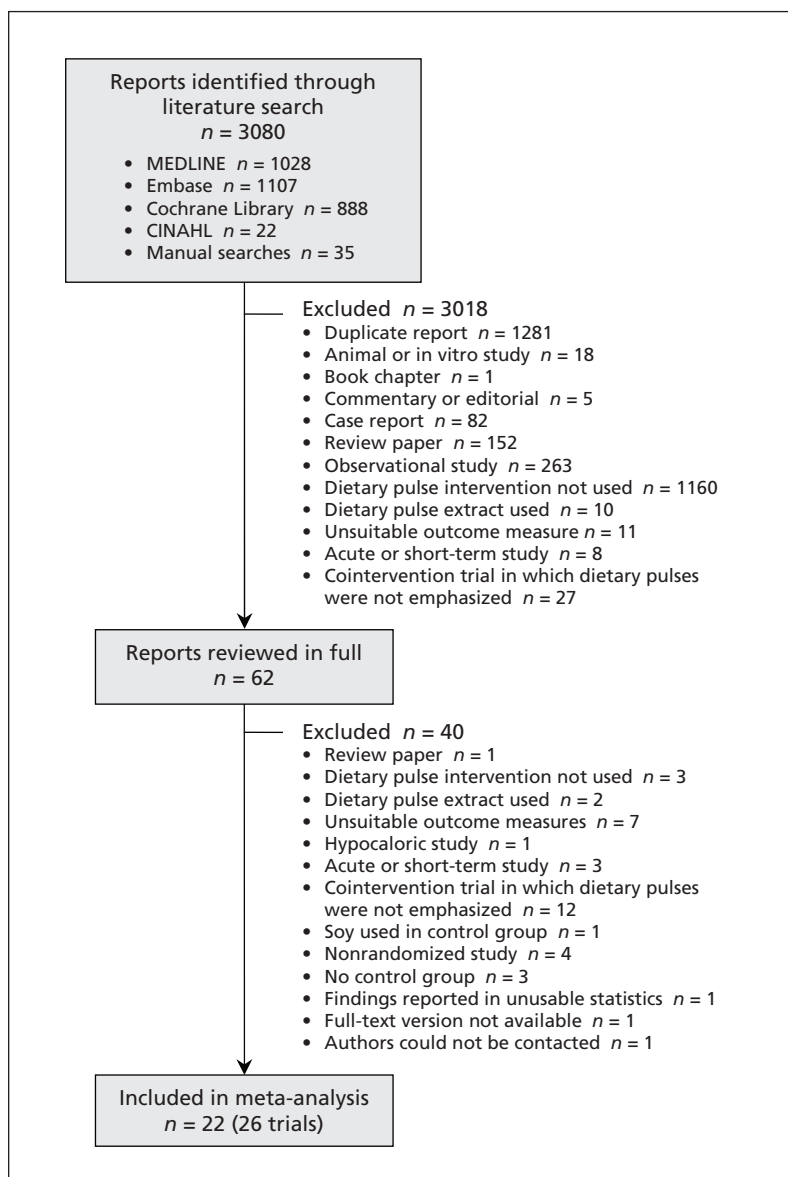 Reports identified through
literature search
n = 3080
• MEDLINE n = 1028
• Embase n = 1107
• Cochrane Library n = 888
• CINAHL n = 22
• Manual searches n = 35
Excluded n = 3018
• Duplicate report n = 1281
• Animal or in vitro study n = 18
• Book chapter n = 1
• Commentary or editorial n = 5
• Case report n = 82
• Review paper n = 152
• Observational study n = 263
• Dietary pulse intervention not used n = 1160
• Dietary pulse extract used n = 10
• Unsuitable outcome measure n = 11
• Acute or short-term study n = 8
• Cointervention trial in which dietary pulses
were not emphasized n = 27
Reports reviewed in full
n = 62
Excluded n = 40
• Review paper n = 1
• Dietary pulse intervention not used n = 3
• Dietary pulse extract used n = 2
• Unsuitable outcome measures n = 7
• Hypocaloric study n = 1
• Acute or short-term study n = 3
• Cointervention trial in which dietary pulses
were not emphasized n = 12
• Soy used in control group n = 1
• Nonrandomized study n = 4
• No control group n = 3
• Findings reported in unusable statistics n = 1
• Full-text version not available n = 1
• Authors could not be contacted n = 1
Included in meta-analysis
n = 22 (26 trials)